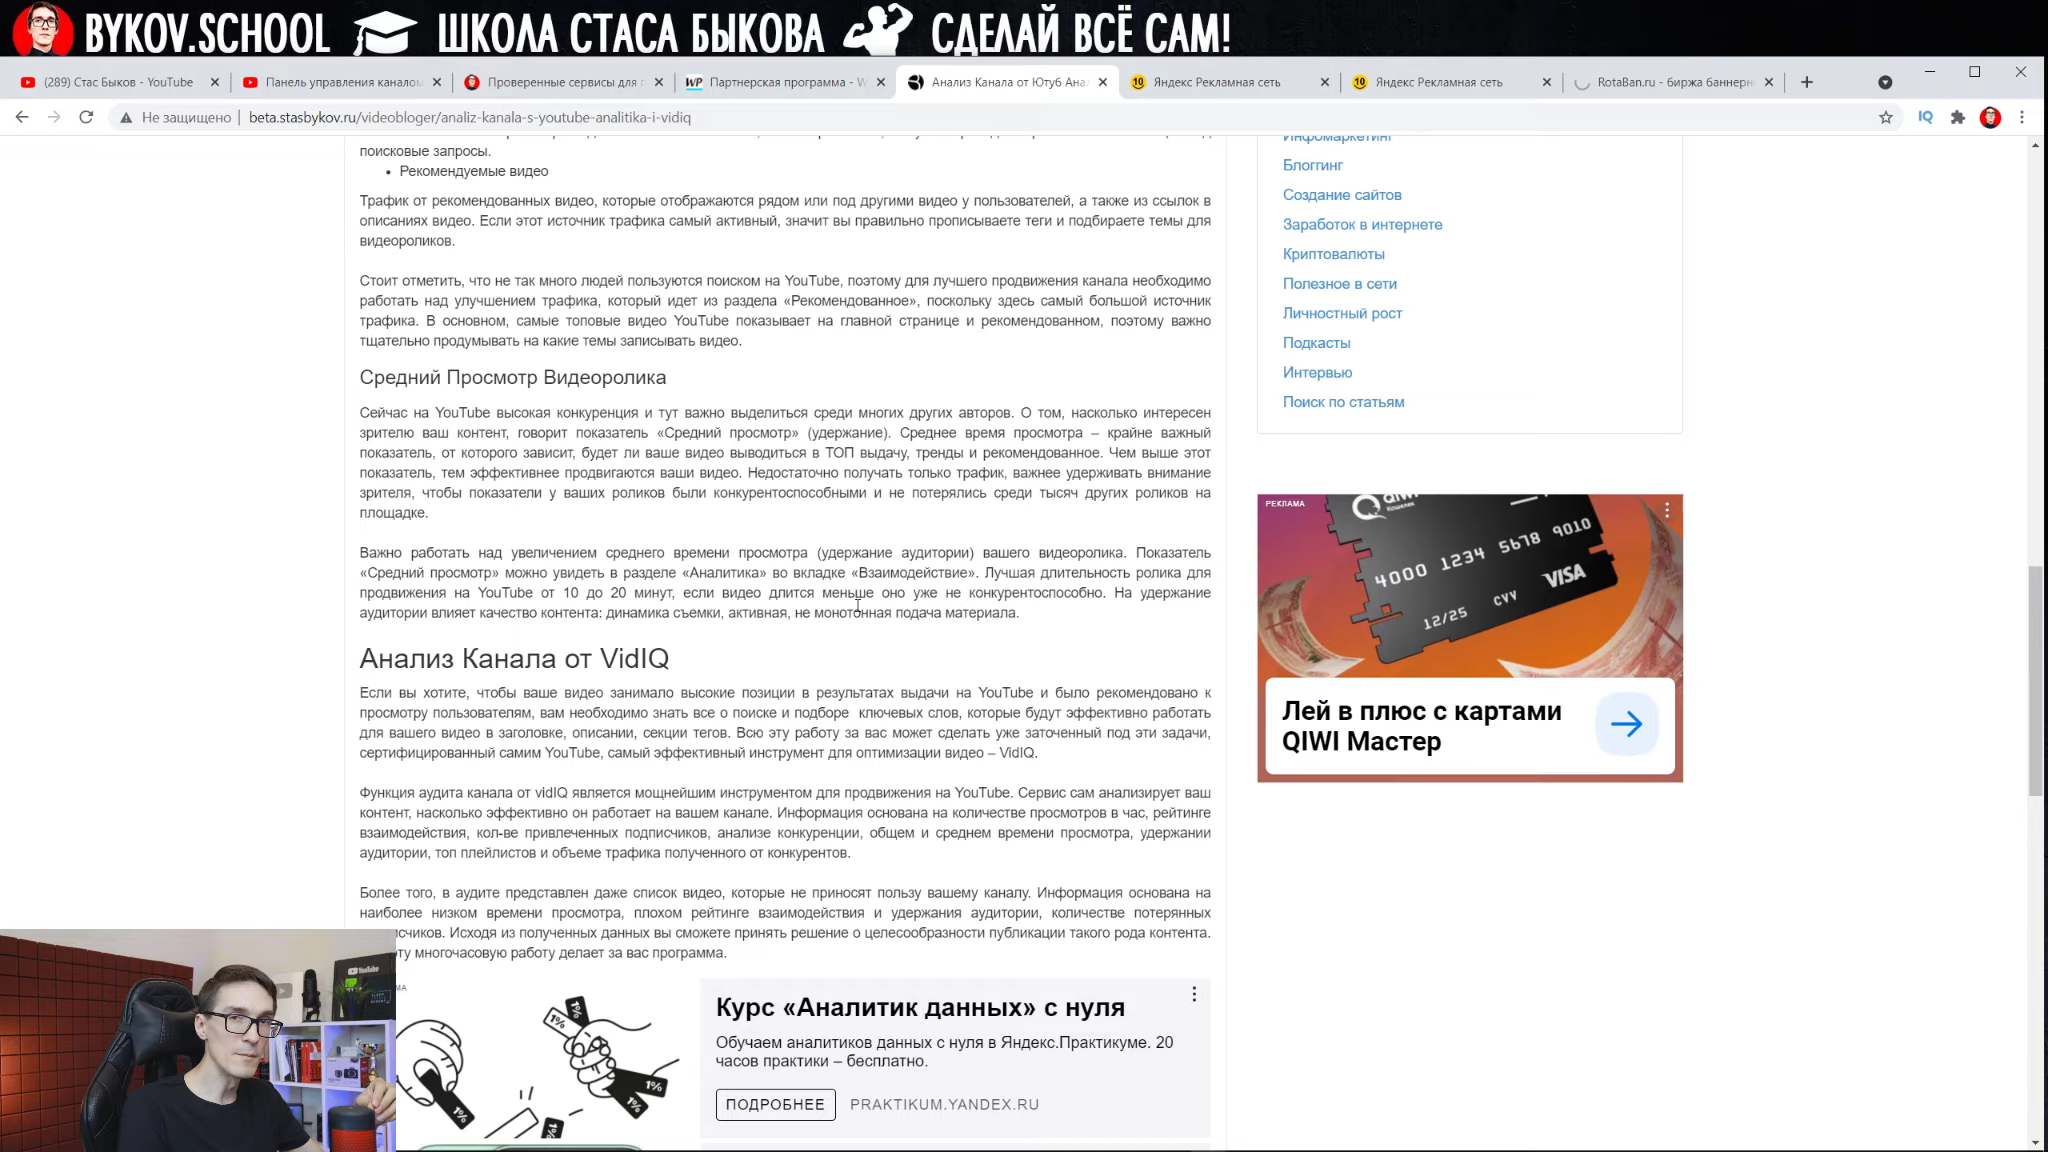 BYKOV.SCHOOL ШКОЛА СТАСА БЫКОВА СДЕЛАЙ ВСЁ САМ!
(289) Стас Быков - YouTube
Панель управления каналом
Проверенные сервисы для г
Партнерская программа - W
Анализ Канала от Ютуб Ана
Яндекс Рекламная сеть
Яндекс Рекламная сеть
RotaBan.ru - биржа баннерн
Не защищено
beta.stasbykov.ru/videobloger/analiz-kanala-s-youtube-analitika-i-vidiq
поисковые запросы.
• Рекомендуемые видео
Трафик от рекомендованных видео, которые отображаются рядом или под другими видео у пользователей, а также из ссылок в
описаниях видео. Если этот источник трафика самый активный, значит вы правильно прописываете теги и подбираете темы для
видеороликов.
Стоит отметить, что не так много людей пользуются поиском на YouTube, поэтому для лучшего продвижения канала необходимо
работать над улучшением трафика, который идет из раздела «Рекомендованное», поскольку здесь самый большой источник
трафика. В основном, самые топовые видео YouTube показывает на главной странице и рекомендованном, поэтому важно
тщательно продумывать на какие темы записывать видео.
Средний Просмотр Видеоролика
Сейчас на YouTube высокая конкуренция и тут важно выделиться среди многих других авторов. О том, насколько интересен
зрителю ваш контент, говорит показатель «Средний просмотр» (удержание). Среднее время просмотра – крайне важный
показатель, от которого зависит, будет ли ваше видео выводиться в ТОП выдачу, тренды и рекомендованное. Чем выше этот
показатель, тем эффективнее продвигаются ваши видео. Недостаточно получать только трафик, важнее удерживать внимание
зрителя, чтобы показатели у ваших роликов были конкурентоспособными и не потерялись среди тысяч других роликов на
площадке.
Важно работать над увеличением среднего времени просмотра (удержание аудитории) вашего видеоролика. Показатель
«Средний просмотр» можно увидеть в разделе «Аналитика» во вкладке «Взаимодействие». Лучшая длительность ролика для
продвижения на YouTube от 10 до 20 минут, если видео длится меньше оно уже не конкурентоспособно. На удержание
аудитории влияет качество контента: динамика съемки, активная, не монотонная подача материала.
Анализ Канала от VidIQ
Если вы хотите, чтобы ваше видео занимало высокие позиции в результатах выдачи на YouTube и было рекомендовано к
просмотру пользователям, вам необходимо знать все о поиске и подборе ключевых слов, которые будут эффективно работать
для вашего видео в заголовке, описании, секции тегов. Всю эту работу за вас может сделать уже заточенный под эти задачи,
сертифицированный самим YouTube, самый эффективный инструмент для оптимизации видео – VidIQ.
Функция аудита канала от vidIQ является мощнейшим инструментом для продвижения на YouTube. Сервис сам анализирует ваш
контент, насколько эффективно он работает на вашем канале. Информация основана на количестве просмотров в час, рейтинге
взаимодействия, кол-ве привлеченных подписчиков, анализе конкуренции, общем и среднем времени просмотра, удержании
аудитории, топ плейлистов и объеме трафика полученного от конкурентов.
Более того, в аудите представлен даже список видео, которые не приносят пользу вашему каналу. Информация основана на
наиболее низком времени просмотра, плохом рейтинге взаимодействия и удержания аудитории, количестве потерянных
счиков. Исходя из полученных данных вы сможете принять решение о целесообразности публикации такого рода контента.
оту многочасовую работу делает за вас программа.
Курс «Аналитик данных» с нуля
Обучаем аналитиков данных с нуля в Яндекс.Практикуме. 20
часов практики – бесплатно.
ПОДРОБНЕЕ PRAKTIKUM.YANDEX.RU
1% 1% 1% 1% 1% 1%
YouTube
Инфомаркетинг
Блоггинг
Создание сайтов
Заработок в интернете
Криптовалюты
Полезное в сети
Личностный рост
Подкасты
Интервью
Поиск по статьям
РЕКЛАМА
QIWI
Кошелек
4000 1234 5678 9010
12/25 CVV VISA
Лей в плюс с картами
QIWI Мастер